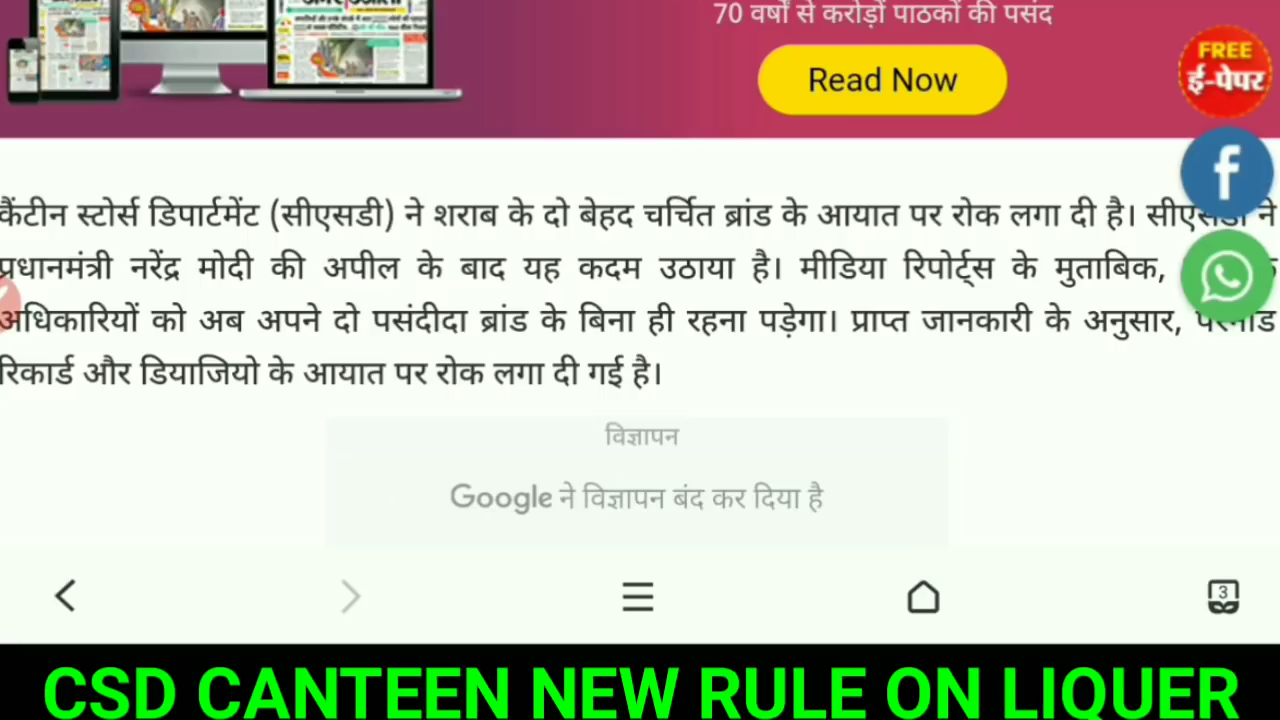 70 वर्षों से करोड़ों पाठकों की पसंद
Read Now
FREE
ई-पेपर
कैंटीन स्टोर्स डिपार्टमेंट (सीएसडी) ने शराब के दो बेहद चर्चित ब्रांड के आयात पर रोक लगा दी है। सीएसडी ने
प्रधानमंत्री नरेंद्र मोदी की अपील के बाद यह कदम उठाया है। मीडिया रिपोर्ट्स के मुताबिक,
अधिकारियों को अब अपने दो पसंदीदा ब्रांड के बिना ही रहना पड़ेगा। प्राप्त जानकारी के अनुसार, परनोड
रिकार्ड और डियाजियो के आयात पर रोक लगा दी गई है।
विज्ञापन
Google ने विज्ञापन बंद कर दिया है
3
CSD CANTEEN NEW RULE ON LIQUER